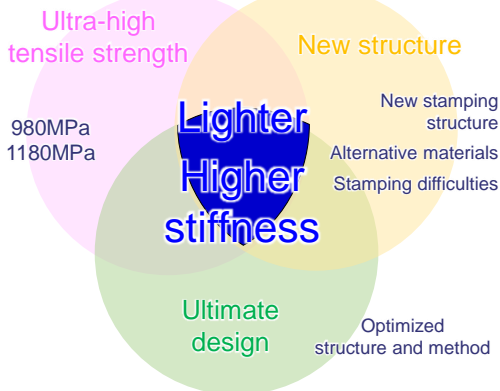 Ultra-high
tensile strength
980MPa
1180MPa
New structure
New stamping
structure
Alternative materials
Stamping difficulties
Lighter
Higher
stiffness
Ultimate
design
Optimized
structure and method